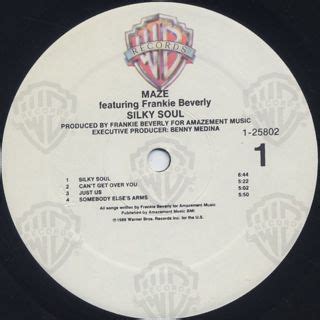 WB
RECORDS
MAZE
featuring Frankie Beverly
SILKY SOUL
PRODUCED BY FRANKIE BEVERLY FOR AMAZEMENT MUSIC
EXECUTIVE PRODUCER: BENNY MEDINA
1-25802
1
1 SILKY SOUL 6:44
2 CAN'T GET OVER YOU 5:22
3 JUST US 5:02
4 SOMEBODY ELSE'S ARMS 5:50
All songs written by Frankie Beverly for Amazement Music
Published by Amazement Music BMI
℗1989 Warner Bros. Records Inc. for the U.S.